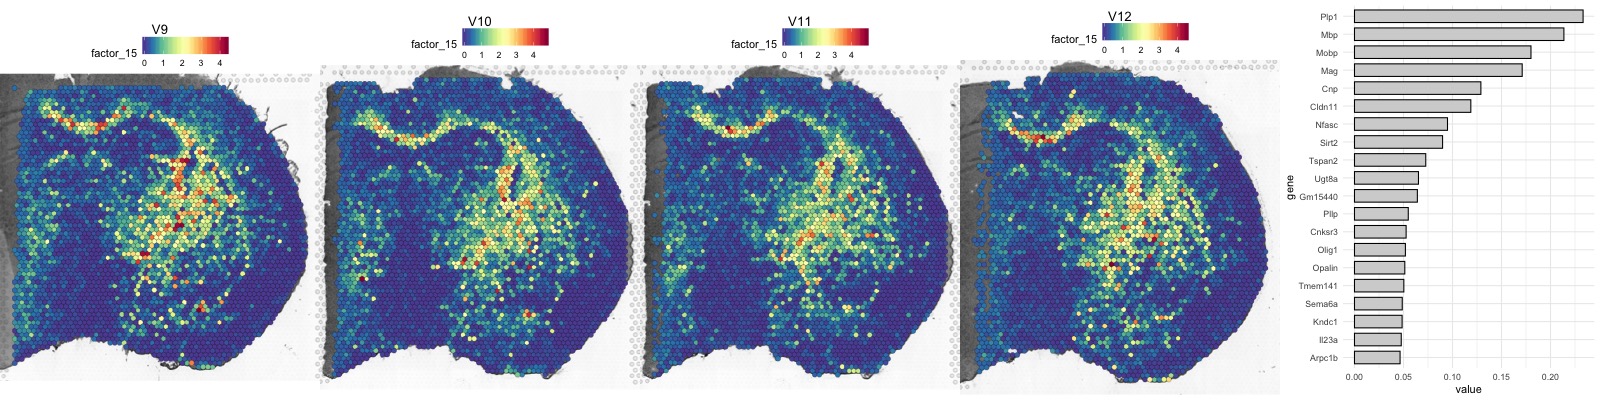 V9
factor_15
0 1 2 3 4
V10
factor_15
0 1 2 3 4
V11
factor_15
0 1 2 3 4
V12
factor_15
0 1 2 3 4
gene
Plp1
Mbp
Mobp
Mag
Cnp
Cldn11
Nfasc
Sirt2
Tspan2
Ugt8a
Gm15440
Pllp
Cnksr3
Olig1
Opalin
Tmem141
Sema6a
Kndc1
Il23a
Arpc1b
0.00 0.05 0.10 0.15 0.20
value